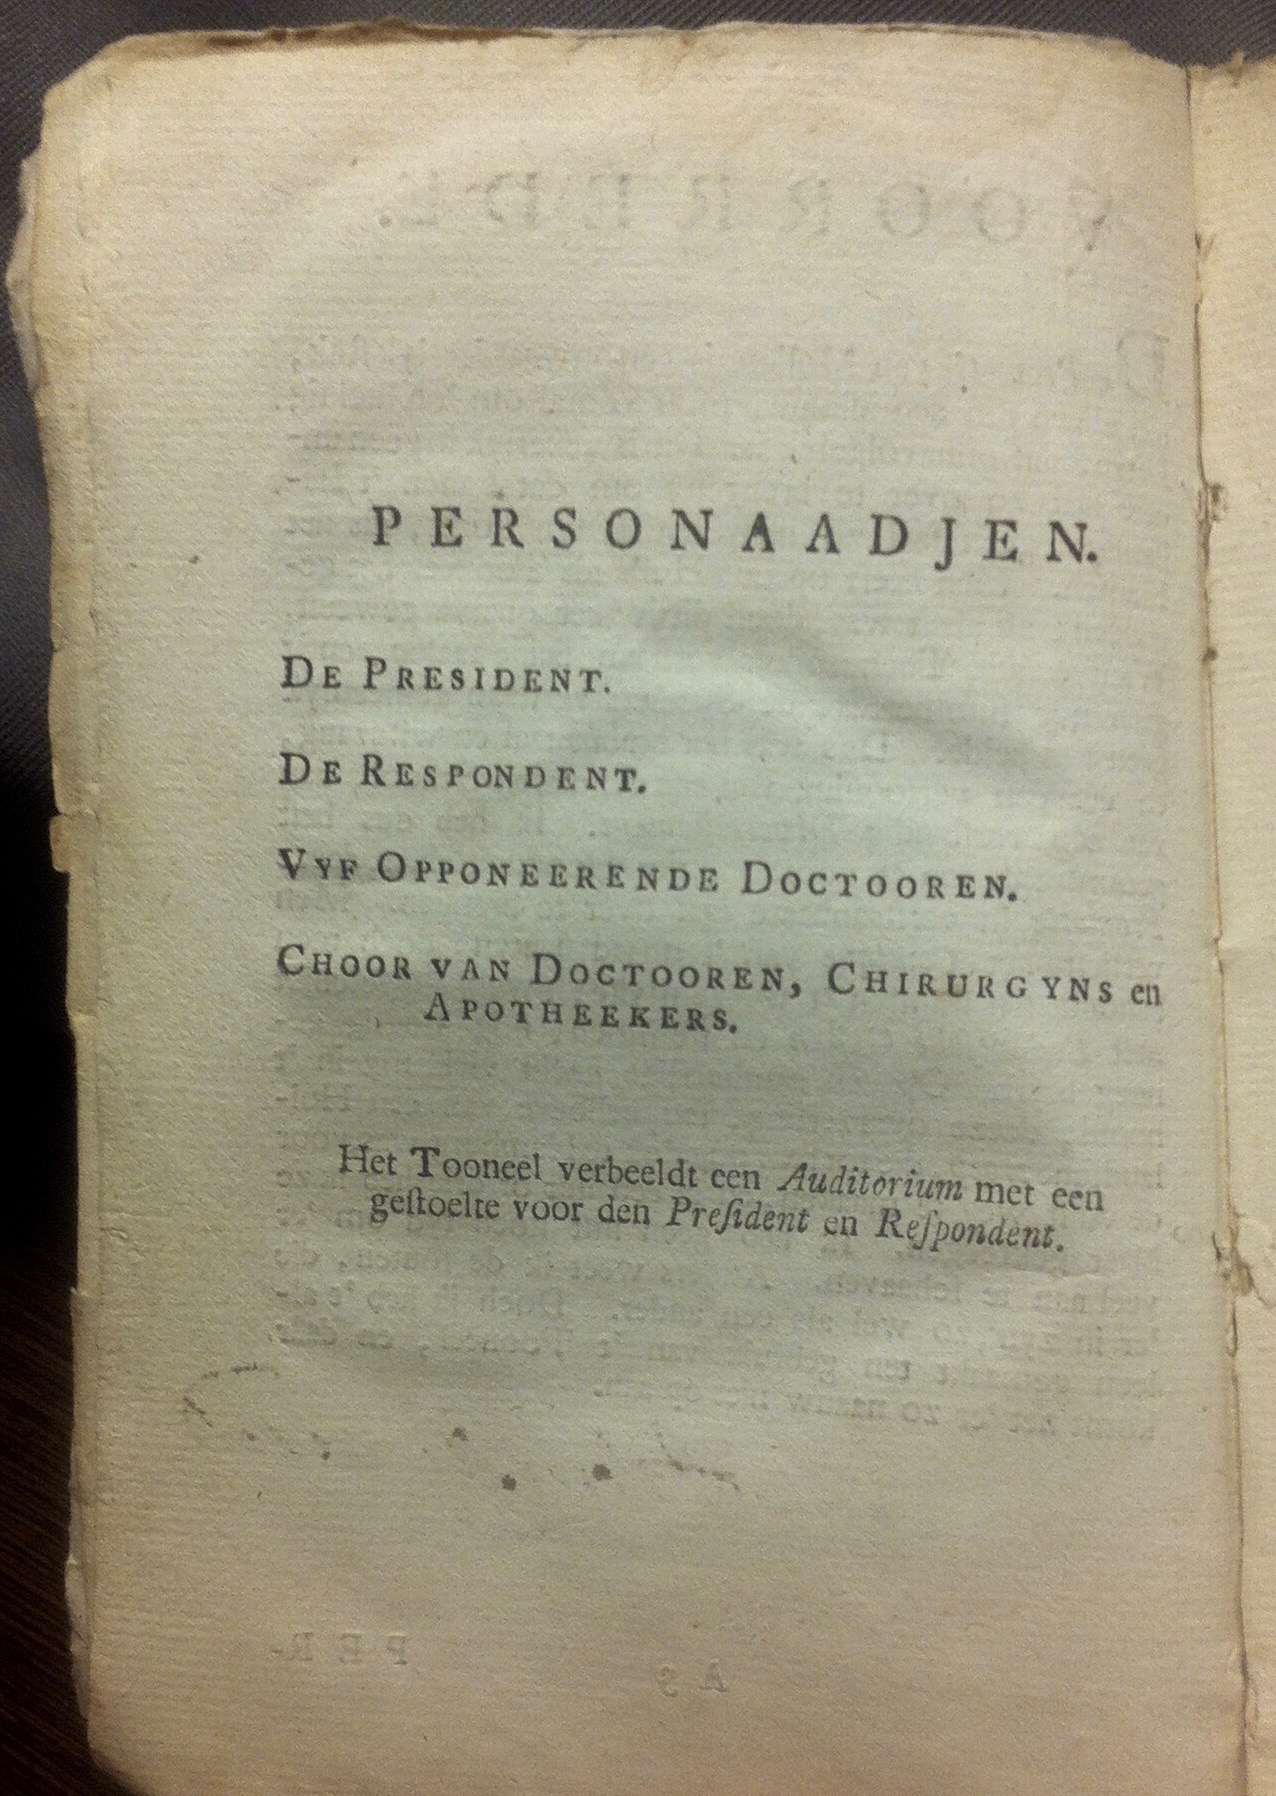 PERSONAADJEN.
DE PRESIDENT.
DE RESPONDENT.
VYF OPPONEERENDE DOCTOOREN.
CHOOR VAN DOCTOOREN, CHIRURGYNS en
APOTHEEKERS.
Het Tooneel verbeeldt een Auditorium met een
geſtoelte voor den Preſident en Reſpondent.